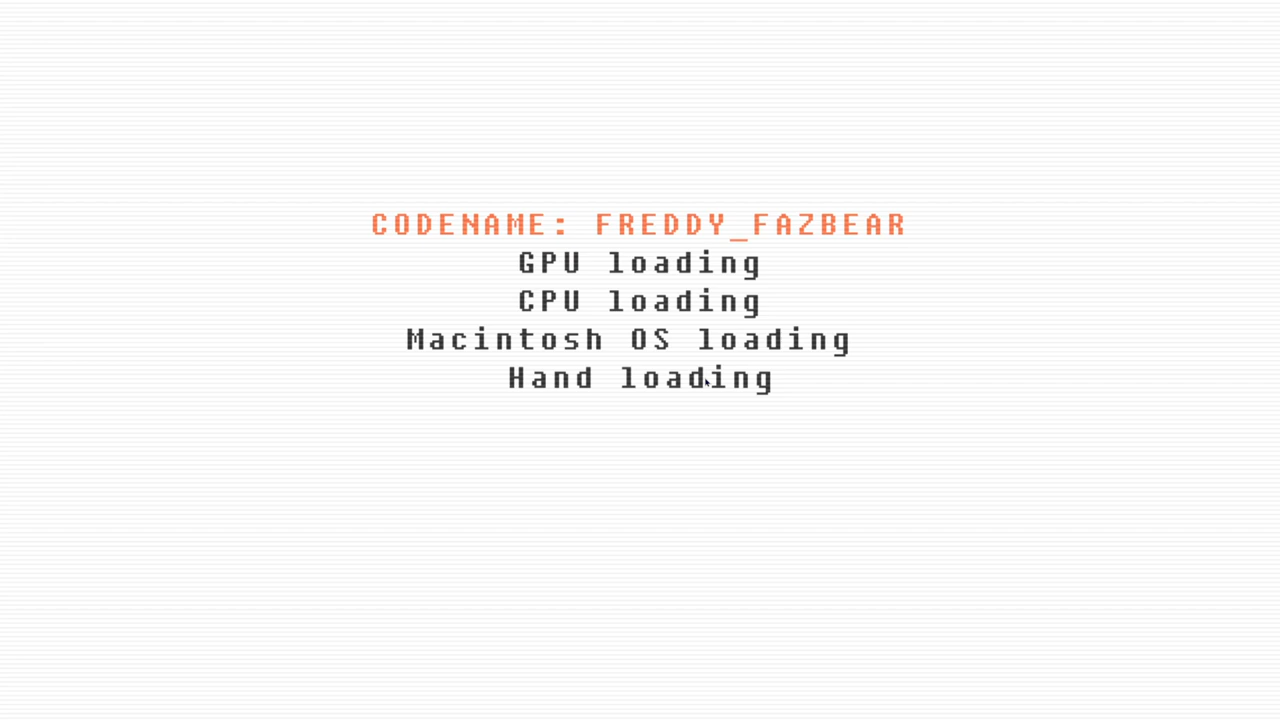 CODENAME: FREDDY_FAZBEAR
GPU loading
CPU loading
Macintosh OS loading
Hand loading